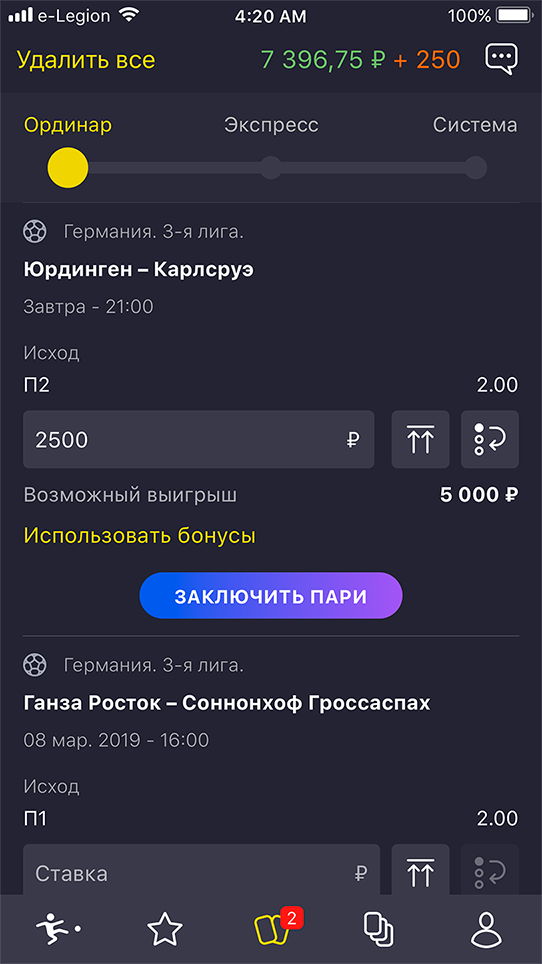 e-Legion 4:20 AM 100%
Удалить все 7 396,75 ₽ + 250
Ординар Экспресс Система
Германия. 3-я лига.
Юрдинген – Карлсруэ
Завтра - 21:00
Исход
П2 2.00
2500 ₽
Возможный выигрыш 5 000 ₽
Использовать бонусы
ЗАКЛЮЧИТЬ ПАРИ
Германия. 3-я лига.
Ганза Росток – Соннонхоф Гроссаспах
08 мар. 2019 - 16:00
Исход
П1 2.00
Ставка ₽
2